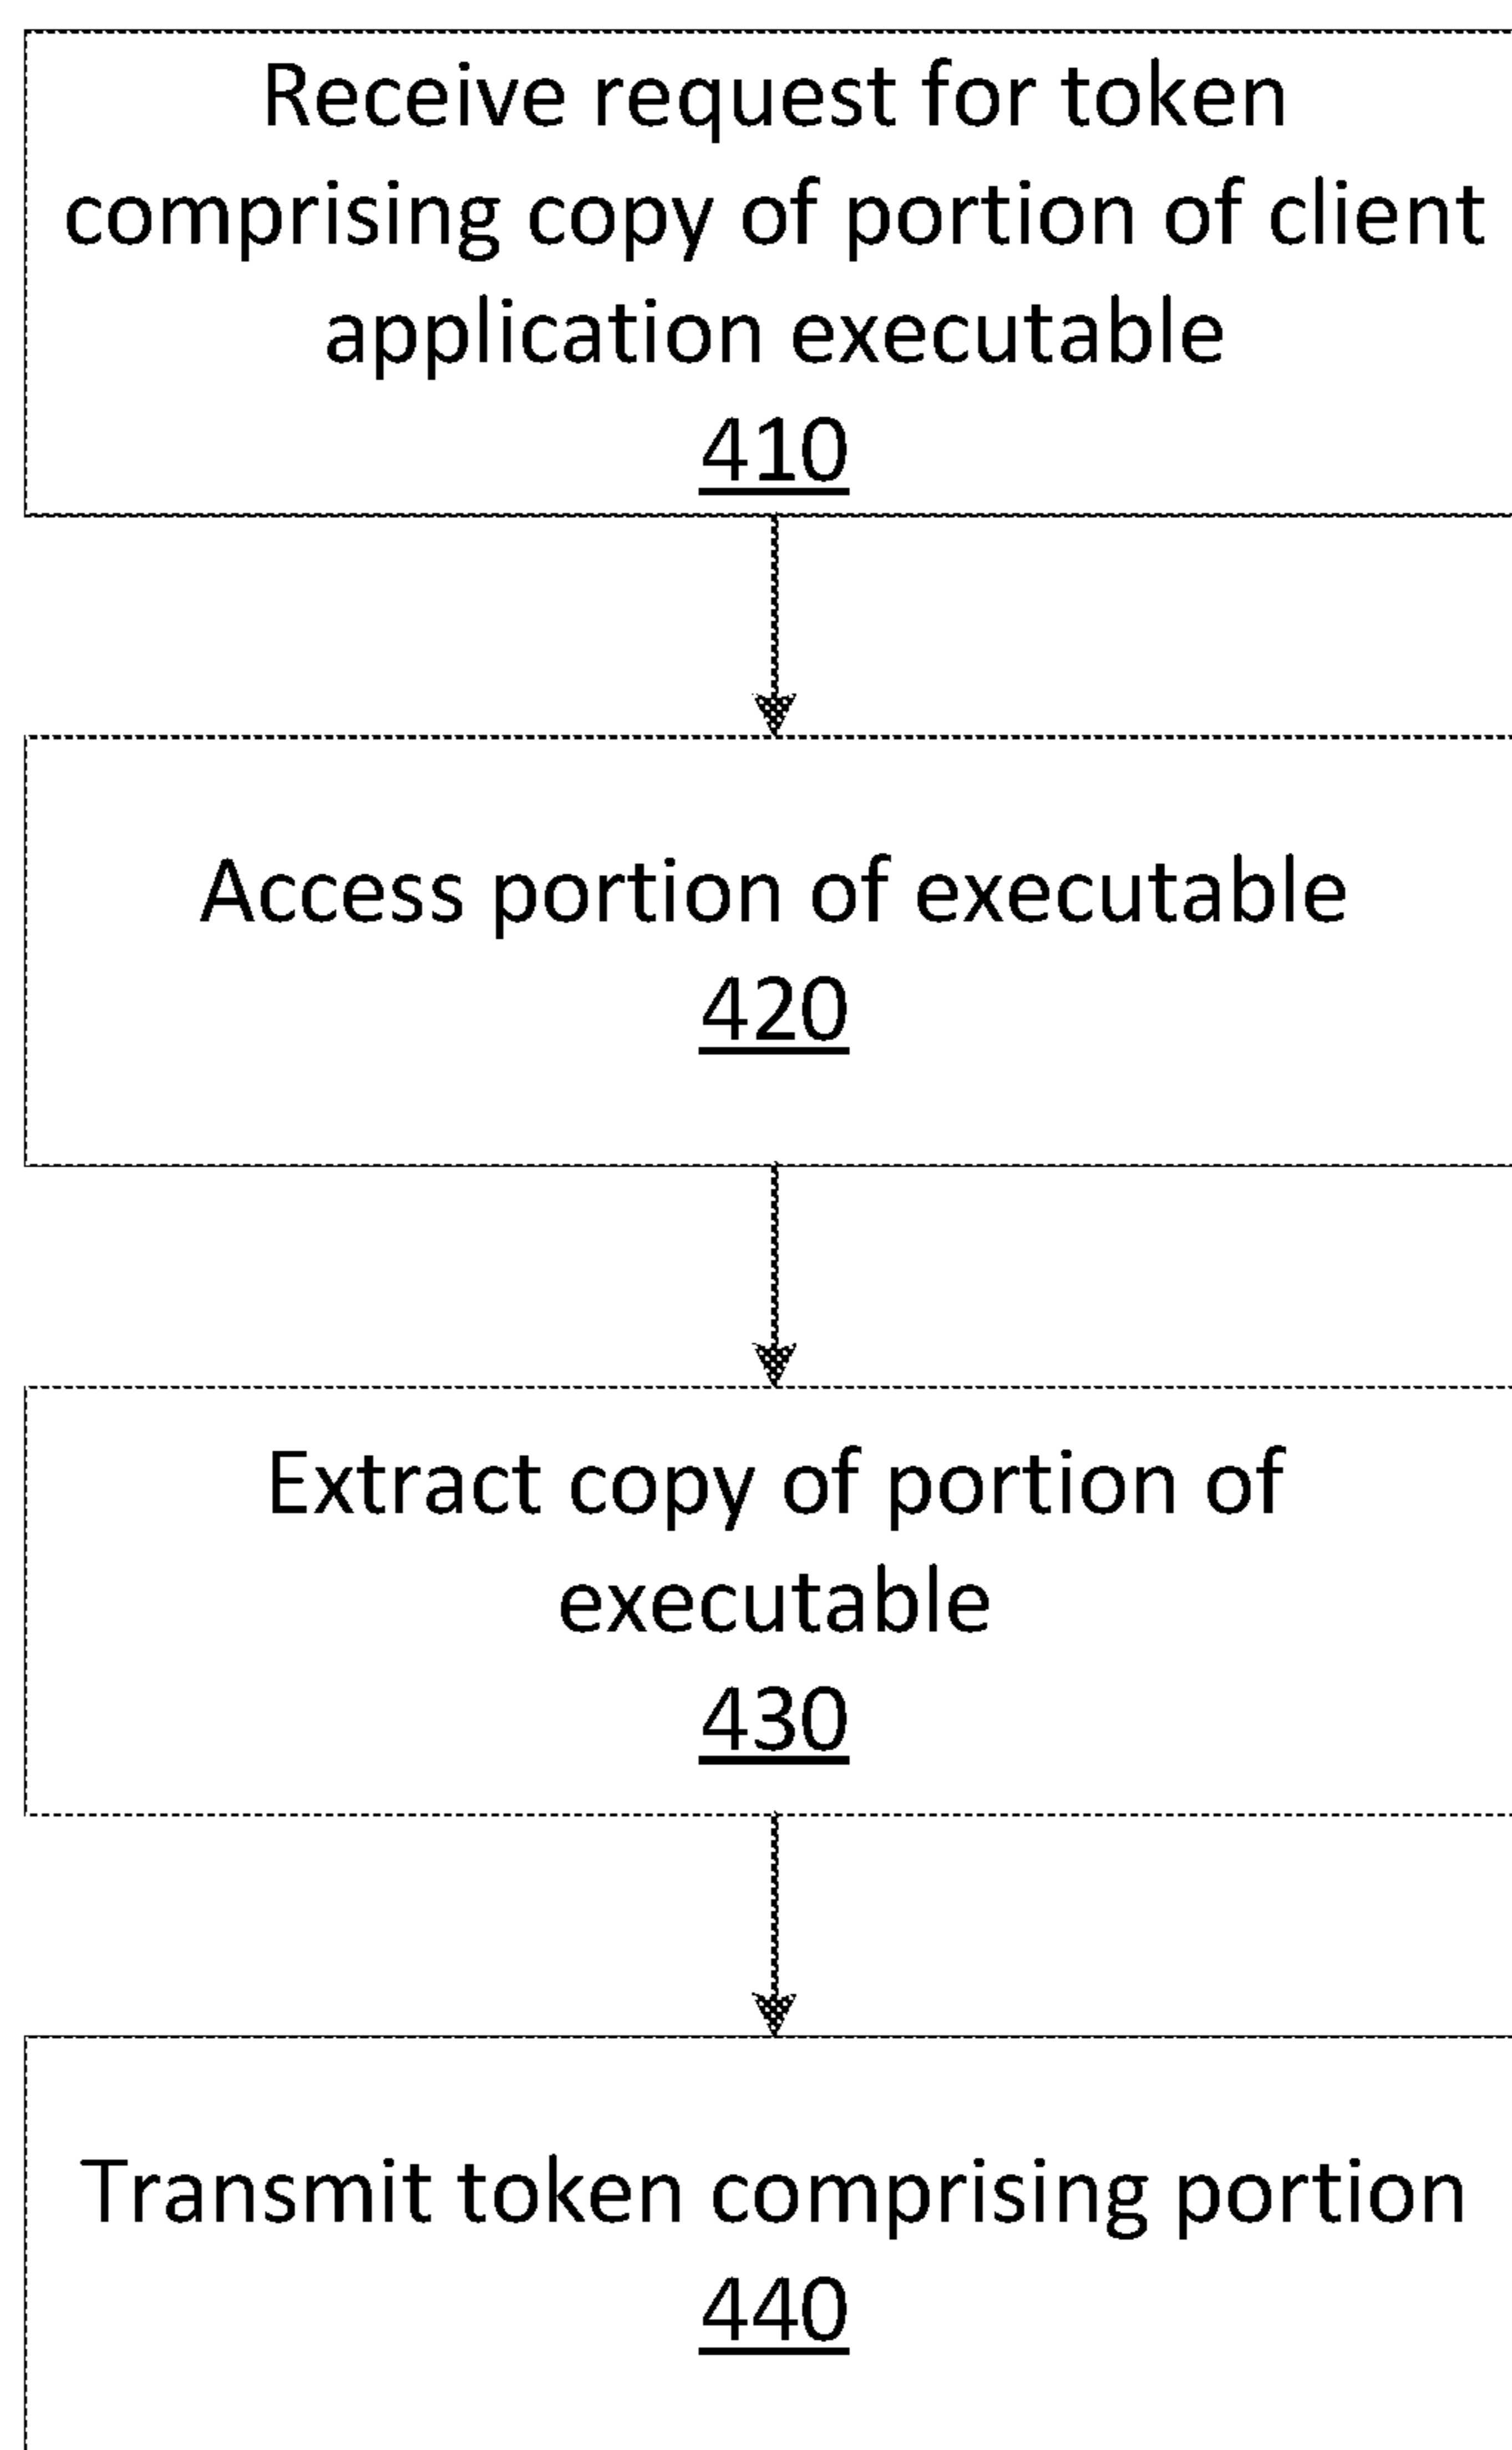 Receive request for token
comprising copy of portion of client
application executable
410
Access portion of executable
420
Extract copy of portion of
executable
430
Transmit token comprising portion
440